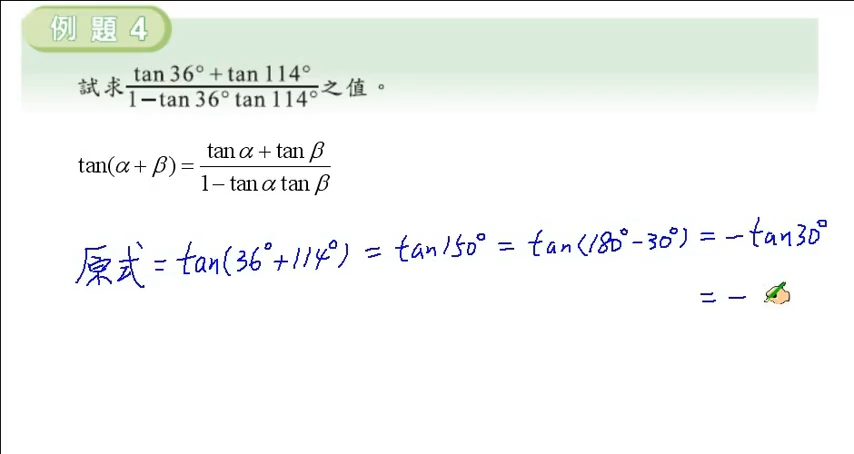 例題4
試求 (tan 36° + tan 114°)/(1 − tan 36° tan 114°) 之值。
tan(α + β) = (tan α + tan β)/(1 − tan α tan β)
原式 = tan(36° + 114°) = tan150° = tan(180° − 30°) = − tan30°
= −